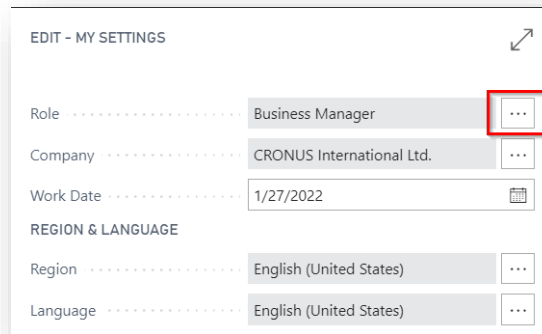 EDIT - MY SETTINGS
Role Business Manager ...
Company CRONUS International Ltd. ...
Work Date 1/27/2022
REGION & LANGUAGE
Region English (United States) ...
Language English (United States) ...